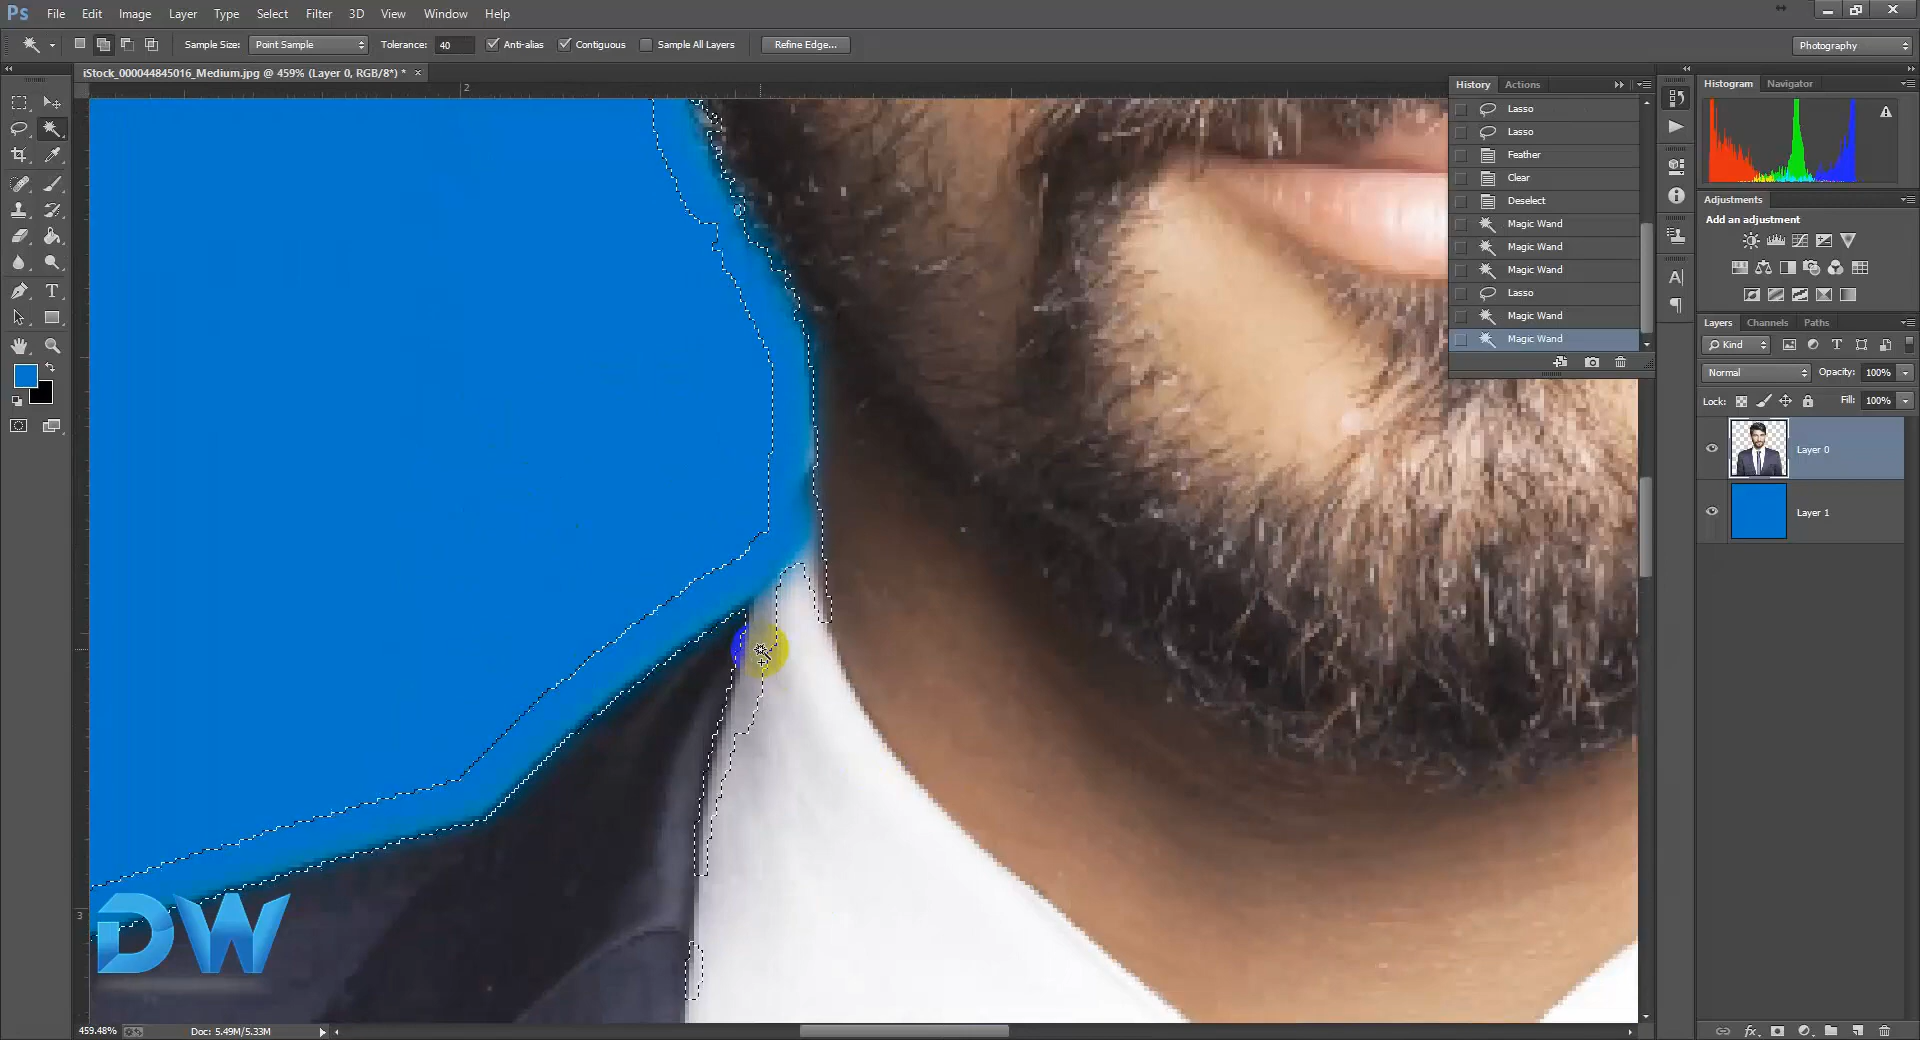 Ps File Edit Image Layer Type Select Filter 3D View Window Help
Sample Size: Point Sample Tolerance: 40 Anti-alias Contiguous Sample All Layers Refine Edge... Photography
iStock_000044845016_Medium.jpg @ 459% (Layer 0, RGB/8*) * ×
2
3
History Actions
Lasso
Lasso
Feather
Clear
Deselect
Magic Wand
Magic Wand
Magic Wand
Lasso
Magic Wand
Magic Wand
Histogram Navigator
Adjustments
Add an adjustment
Layers Channels Paths
Kind
Normal Opacity: 100%
Lock: Fill: 100%
Layer 0
Layer 1
DW
459.48% Doc: 5.49M/5.33M